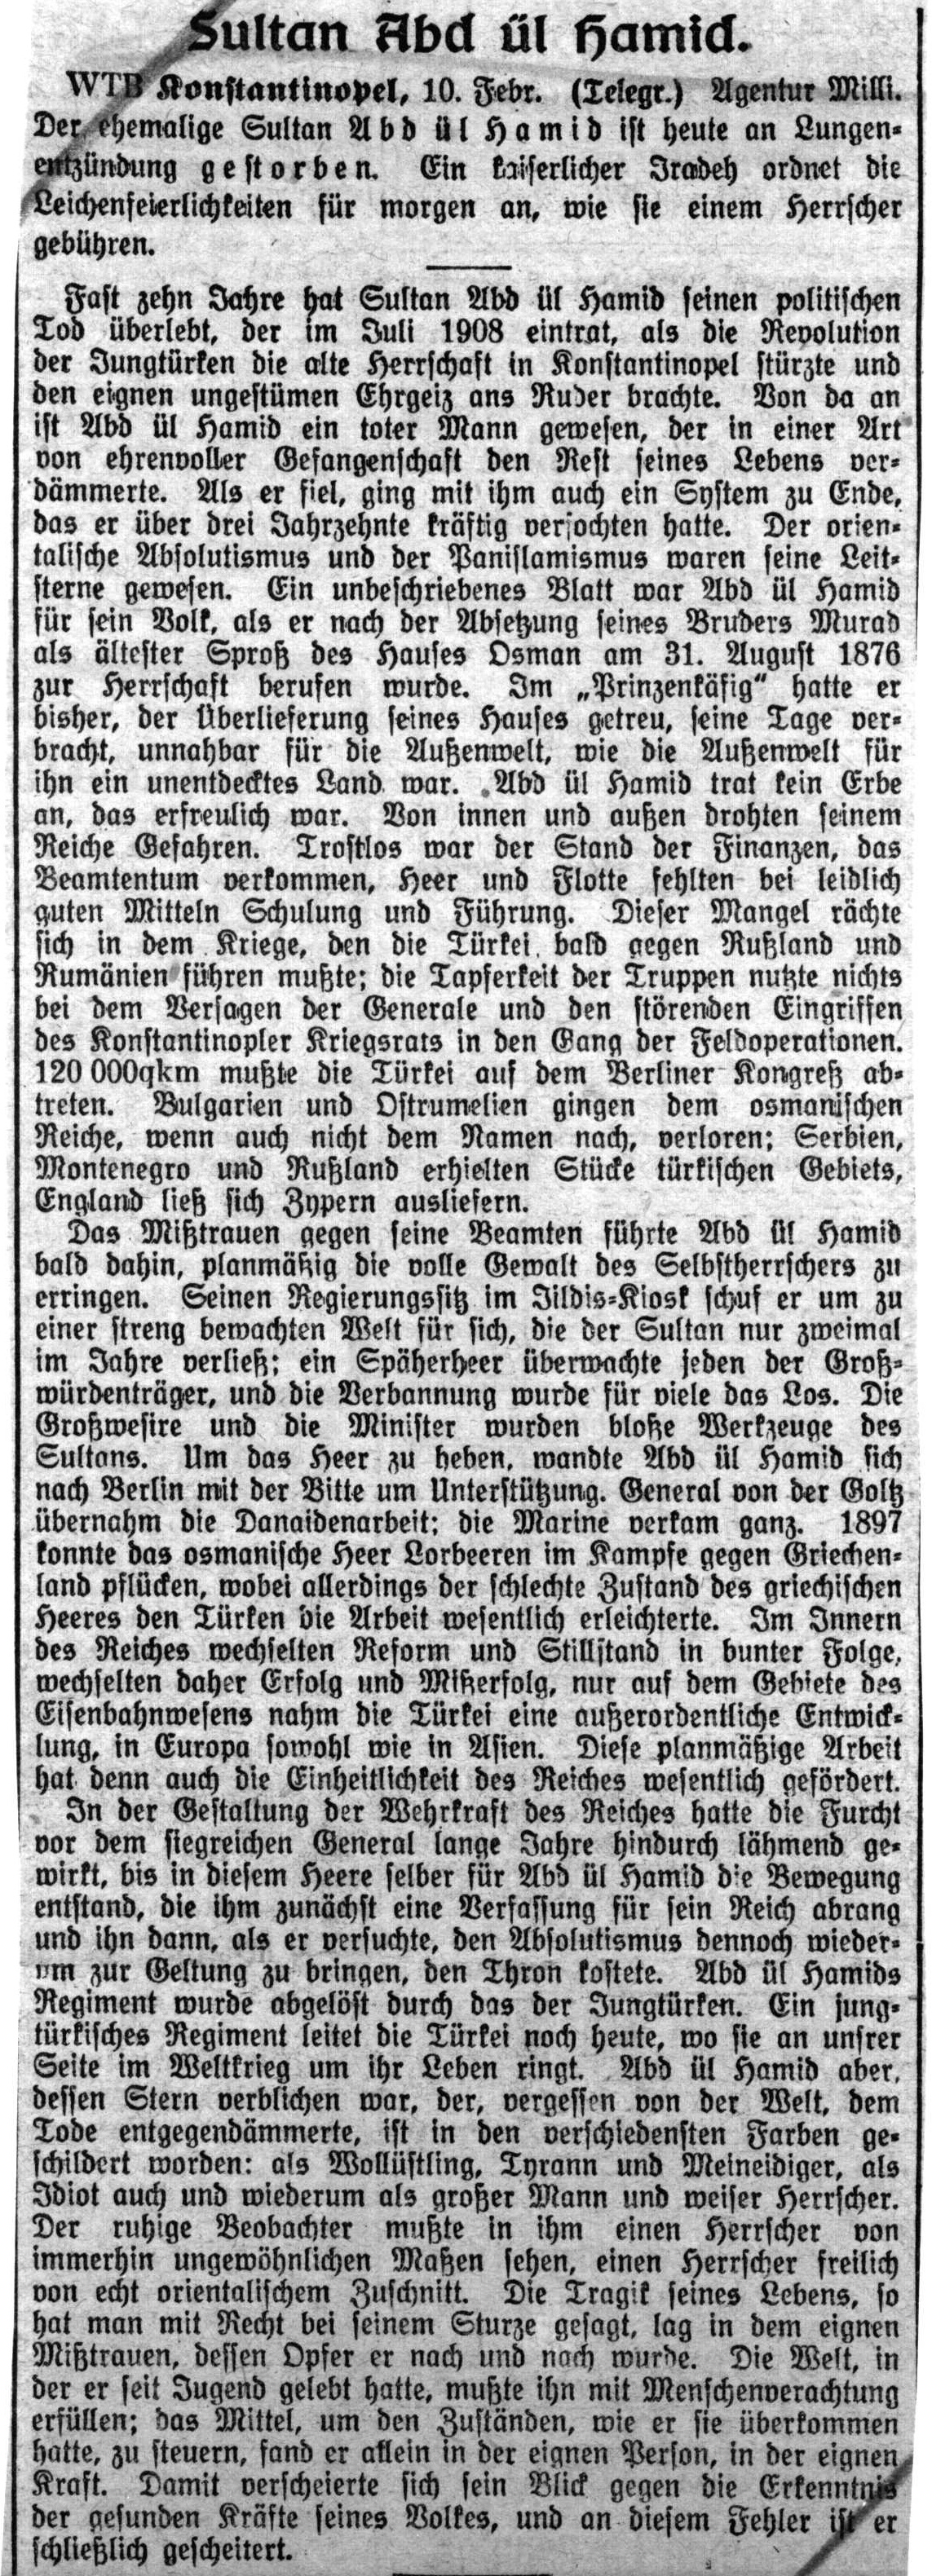 Sultan Abd ül Hamid.
WTB Konstantinopel, 10. Febr. (Telegr.) Agentur Milli.
Der ehemalige Sultan Abd ül Hamid ist heute an Lungen-
entzündung gestorben. Ein kaiserlicher Iradeh ordnet die
Leichenfeierlichkeiten für morgen an, wie sie einem Herrscher
gebühren.
Fast zehn Jahre hat Sultan Abd ül Hamid seinen politischen
Tod überlebt, der im Juli 1908 eintrat, als die Revolution
der Jungtürken die alte Herrschaft in Konstantinopel stürzte und
den eignen ungestümen Ehrgeiz ans Ruder brachte. Von da an
ist Abd ül Hamid ein toter Mann gewesen, der in einer Art
von ehrenvoller Gefangenschaft den Rest seines Lebens ver-
dämmerte. Als er fiel, ging mit ihm auch ein System zu Ende,
das er über drei Jahrzehnte kräftig verfochten hatte. Der orien-
talische Absolutismus und der Panislamismus waren seine Leit-
sterne gewesen. Ein unbeschriebenes Blatt war Abd ül Hamid
für sein Volk, als er nach der Absetzung seines Bruders Murad
als ältester Sproß des Hauses Osman am 31. August 1876
zur Herrschaft berufen wurde. Im „Prinzenkäfig“ hatte er
bisher, der Überlieferung seines Hauses getreu, seine Tage ver-
bracht, unnahbar für die Außenwelt, wie die Außenwelt für
ihn ein unentdecktes Land war. Abd ül Hamid trat kein Erbe
an, das erfreulich war. Von innen und außen drohten seinem
Reiche Gefahren. Trostlos war der Stand der Finanzen, das
Beamtentum verkommen, Heer und Flotte fehlten bei leidlich
guten Mitteln Schulung und Führung. Dieser Mangel rächte
sich in dem Kriege, den die Türkei bald gegen Rußland und
Rumänien führen mußte; die Tapferkeit der Truppen nutzte nichts
bei dem Versagen der Generale und den störenden Eingriffen
des Konstantinopler Kriegsrats in den Gang der Feldoperationen.
120 000qkm mußte die Türkei auf dem Berliner Kongreß ab-
treten. Bulgarien und Ostrumelien gingen dem osmanischen
Reiche, wenn auch nicht dem Namen nach, verloren; Serbien,
Montenegro und Rußland erhielten Stücke türkischen Gebiets,
England ließ sich Zypern ausliefern.
Das Mißtrauen gegen seine Beamten führte Abd ül Hamid
bald dahin, planmäßig die volle Gewalt des Selbstherrschers zu
erringen. Seinen Regierungssitz im Jildis-Kiosk schuf er um zu
einer streng bewachten Welt für sich, die der Sultan nur zweimal
im Jahre verließ; ein Späherheer überwachte jeden der Groß-
würdenträger, und die Verbannung wurde für viele das Los. Die
Großwesire und die Minister wurden bloße Werkzeuge des
Sultans. Um das Heer zu heben, wandte Abd ül Hamid sich
nach Berlin mit der Bitte um Unterstützung. General von der Goltz
übernahm die Danaidenarbeit; die Marine verkam ganz. 1897
konnte das osmanische Heer Lorbeeren im Kampfe gegen Griechen-
land pflücken, wobei allerdings der schlechte Zustand des griechischen
Heeres den Türken die Arbeit wesentlich erleichterte. Im Innern
des Reiches wechselten Reform und Stillstand in bunter Folge,
wechselten daher Erfolg und Mißerfolg, nur auf dem Gebiete des
Eisenbahnwesens nahm die Türkei eine außerordentliche Entwick-
lung, in Europa sowohl wie in Asien. Diese planmäßige Arbeit
hat denn auch die Einheitlichkeit des Reiches wesentlich gefördert.
In der Gestaltung der Wehrkraft des Reiches hatte die Furcht
vor dem siegreichen General lange Jahre hindurch lähmend ge-
wirkt, bis in diesem Heere selber für Abd ül Hamid die Bewegung
entstand, die ihm zunächst eine Verfassung für sein Reich abrang
und ihn dann, als er versuchte, den Absolutismus dennoch wieder-
um zur Geltung zu bringen, den Thron kostete. Abd ül Hamids
Regiment wurde abgelöst durch das der Jungtürken. Ein jung-
türkisches Regiment leitet die Türkei noch heute, wo sie an unsrer
Seite im Weltkrieg um ihr Leben ringt. Abd ül Hamid aber,
dessen Stern verblichen war, der, vergessen von der Welt, dem
Tode entgegendämmerte, ist in den verschiedensten Farben ge-
schildert worden: als Wollüstling, Tyrann und Meineidiger, als
Idiot auch und wiederum als großer Mann und weiser Herrscher.
Der ruhige Beobachter mußte in ihm einen Herrscher von
immerhin ungewöhnlichen Maßen sehen, einen Herrscher freilich
von echt orientalischem Zuschnitt. Die Tragik seines Lebens, so
hat man mit Recht bei seinem Sturze gesagt, lag in dem eignen
Mißtrauen, dessen Opfer er nach und nach wurde. Die Welt, in
der er seit Jugend gelebt hatte, mußte ihn mit Menschenverachtung
erfüllen; das Mittel, um den Zuständen, wie er sie überkommen
hatte, zu steuern, fand er allein in der eignen Person, in der eignen
Kraft. Damit verscheierte sich sein Blick gegen die Erkenntnis
der gesunden Kräfte seines Volkes, und an diesem Fehler ist er
schließlich gescheitert.